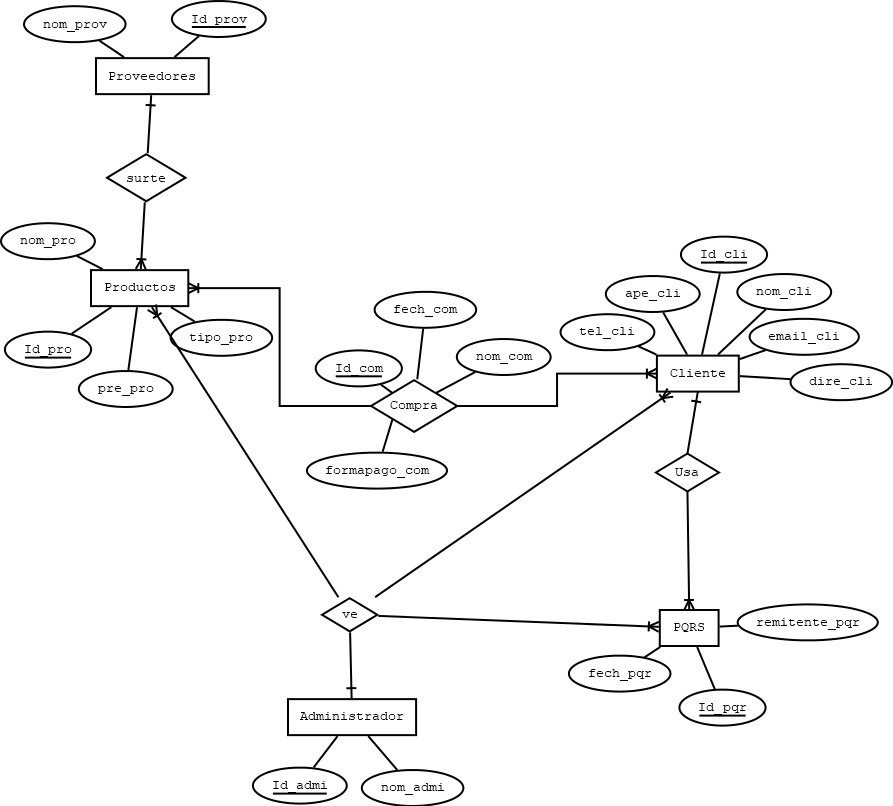 nom_prov
Id_prov
Proveedores
surte
nom_pro
Productos
Id_pro
tipo_pro
pre_pro
fech_com
Id_com
nom_com
Compra
formapago_com
Id_cli
ape_cli
nom_cli
tel_cli
email_cli
Cliente
dire_cli
Usa
ve
PQRS
remitente_pqr
fech_pqr
Id_pqr
Administrador
Id_admi
nom_admi